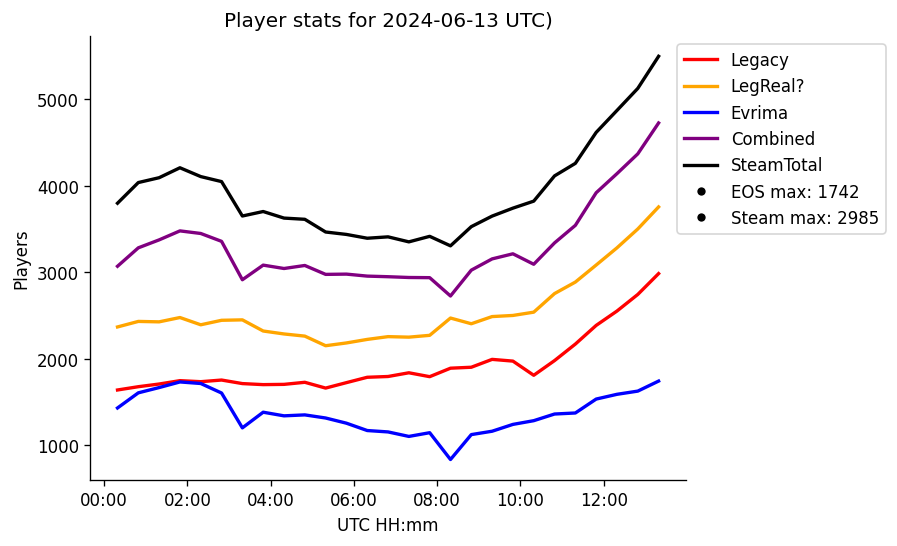 Player stats for 2024-06-13 UTC)
Players
5000
4000
3000
2000
1000
00:00 02:00 04:00 06:00 08:00 10:00 12:00
UTC HH:mm
Legacy
LegReal?
Evrima
Combined
SteamTotal
EOS max: 1742
Steam max: 2985